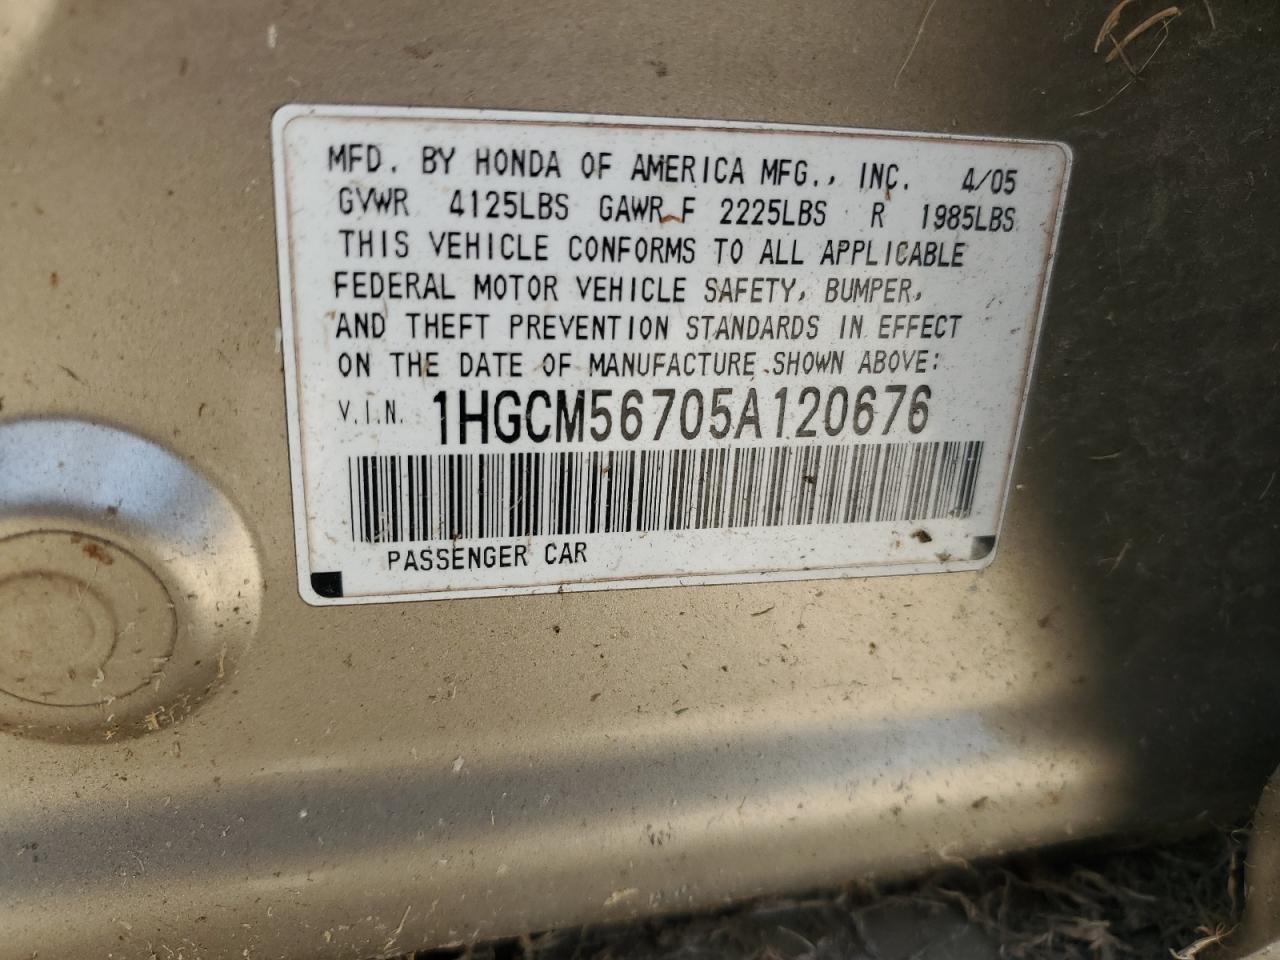 MFD. BY HONDA OF AMERICA MFG., INC. 4/05
GVWR 4125LBS GAWR F 2225LBS R 1985LBS
THIS VEHICLE CONFORMS TO ALL APPLICABLE
FEDERAL MOTOR VEHICLE SAFETY, BUMPER,
AND THEFT PREVENTION STANDARDS IN EFFECT
ON THE DATE OF MANUFACTURE SHOWN ABOVE:
V.I.N. 1HGCM56705A120676
PASSENGER CAR